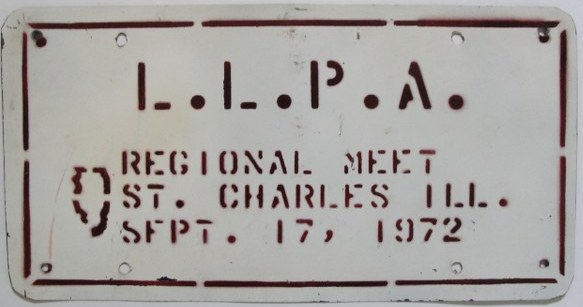 L.L.P.A.
REGIONAL MEET
ST. CHARLES ILL.
SEPT. 17, 1972